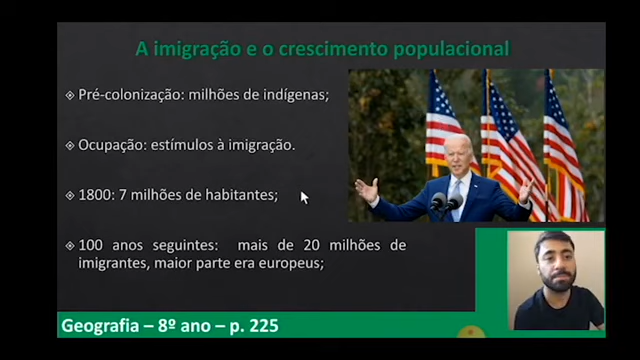 A imigração e o crescimento populacional
Pré-colonização: milhões de indígenas;
Ocupação: estímulos à imigração.
1800: 7 milhões de habitantes;
100 anos seguintes: mais de 20 milhões de
imigrantes, maior parte era europeus;
Geografia – 8º ano – p. 225